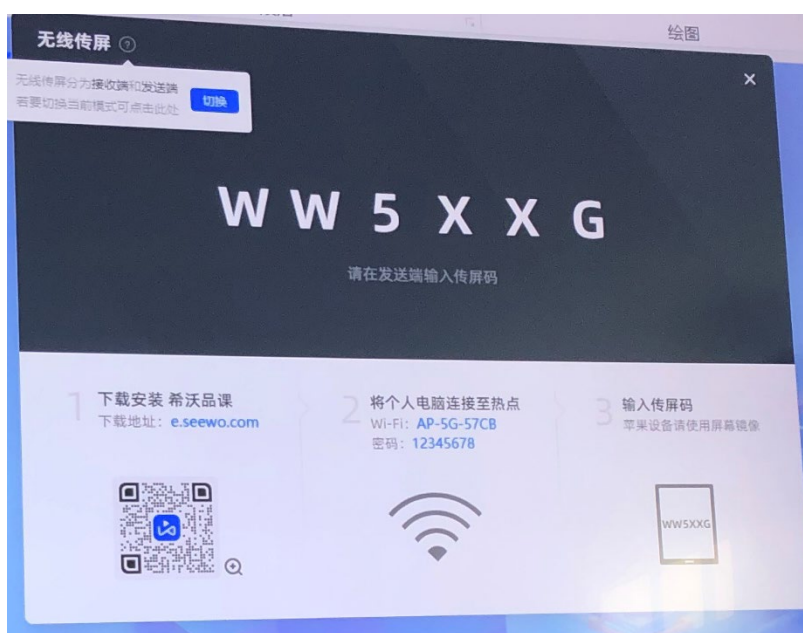 绘图
无线传屏
无线传屏分为接收端和发送端
若要切换当前模式可点击此处
切换
WW5XXG
请在发送端输入传屏码
1 下载安装 希沃品课
下载地址：e.seewo.com
2 将个人电脑连接至热点
Wi-Fi：AP-5G-57CB
密码：12345678
3 输入传屏码
苹果设备请使用屏幕镜像
WW5XXG